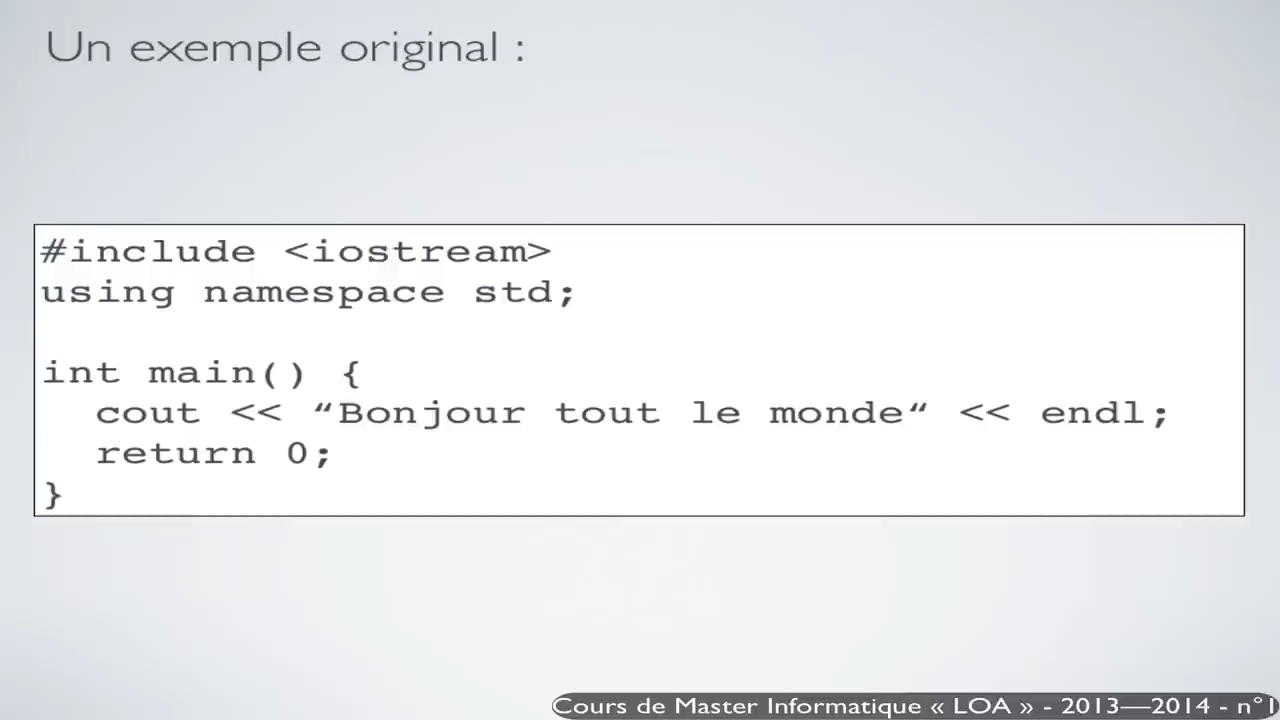 Un exemple original :
#include <iostream>
using namespace std;
int main() {
cout << “Bonjour tout le monde“ << endl;
return 0;
}
Cours de Master Informatique « LOA » - 2013—2014 - n°1